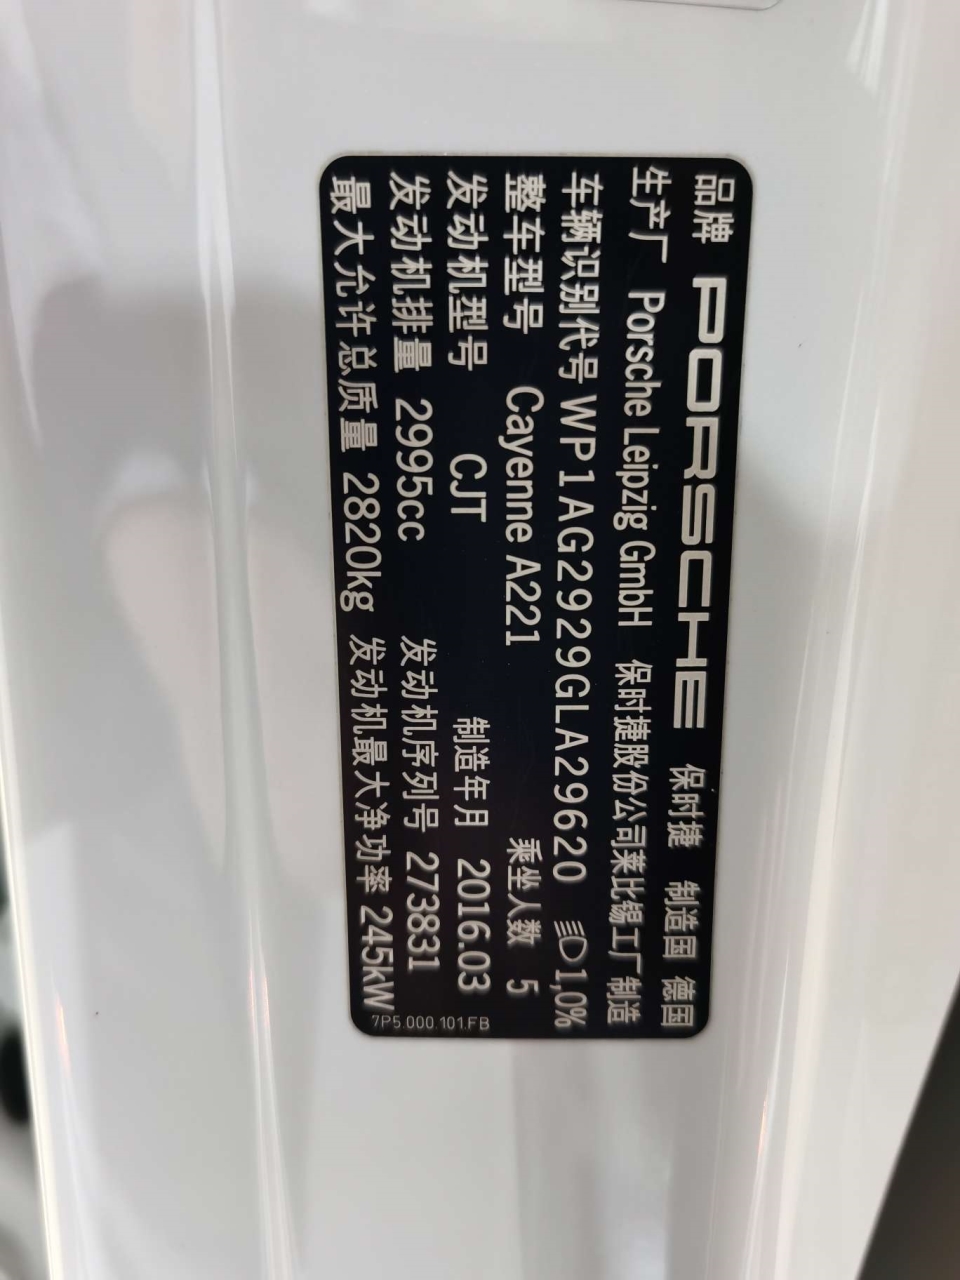 品牌 PORSCHE 保时捷 制造国 德国
生产厂 Porsche Leipzig GmbH 保时捷股份公司莱比锡工厂制造
车辆识别代号 WP1AG2929GLA29620 1,0%
整车型号 Cayenne A221 乘坐人数 5
发动机型号 CJT 制造年月 2016.03
发动机排量 2995cc 发动机序列号 273831
最大允许总质量 2820kg 发动机最大净功率 245kW
7P5.000.101.FB